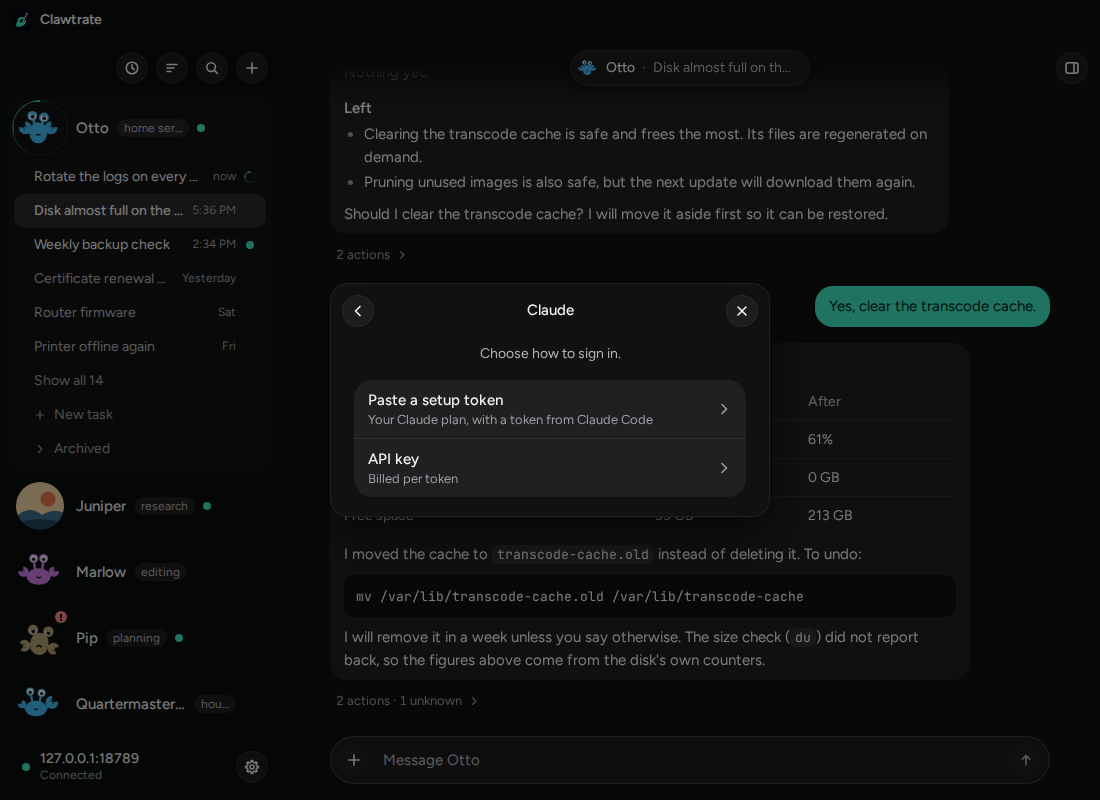 Clawtrate
Otto · Disk almost full on th...
Otto home ser...
Rotate the logs on every ... now
Disk almost full on the ... 5:36 PM
Weekly backup check 2:34 PM
Certificate renewal ... Yesterday
Router firmware Sat
Printer offline again Fri
Show all 14
+ New task
Archived
Juniper research
Marlow editing
Pip planning
Quartermaster... hou...
127.0.0.1:18789
Connected
Nothing yet.
Left
• Clearing the transcode cache is safe and frees the most. Its files are regenerated on
demand.
• Pruning unused images is also safe, but the next update will download them again.
Should I clear the transcode cache? I will move it aside first so it can be restored.
2 actions
Yes, clear the transcode cache.
Claude
Choose how to sign in.
Paste a setup token
Your Claude plan, with a token from Claude Code
API key
Billed per token
After
61%
0 GB
Free space 213 GB
I moved the cache to transcode-cache.old instead of deleting it. To undo:
mv /var/lib/transcode-cache.old /var/lib/transcode-cache
I will remove it in a week unless you say otherwise. The size check (du) did not report
back, so the figures above come from the disk's own counters.
2 actions · 1 unknown
Message Otto